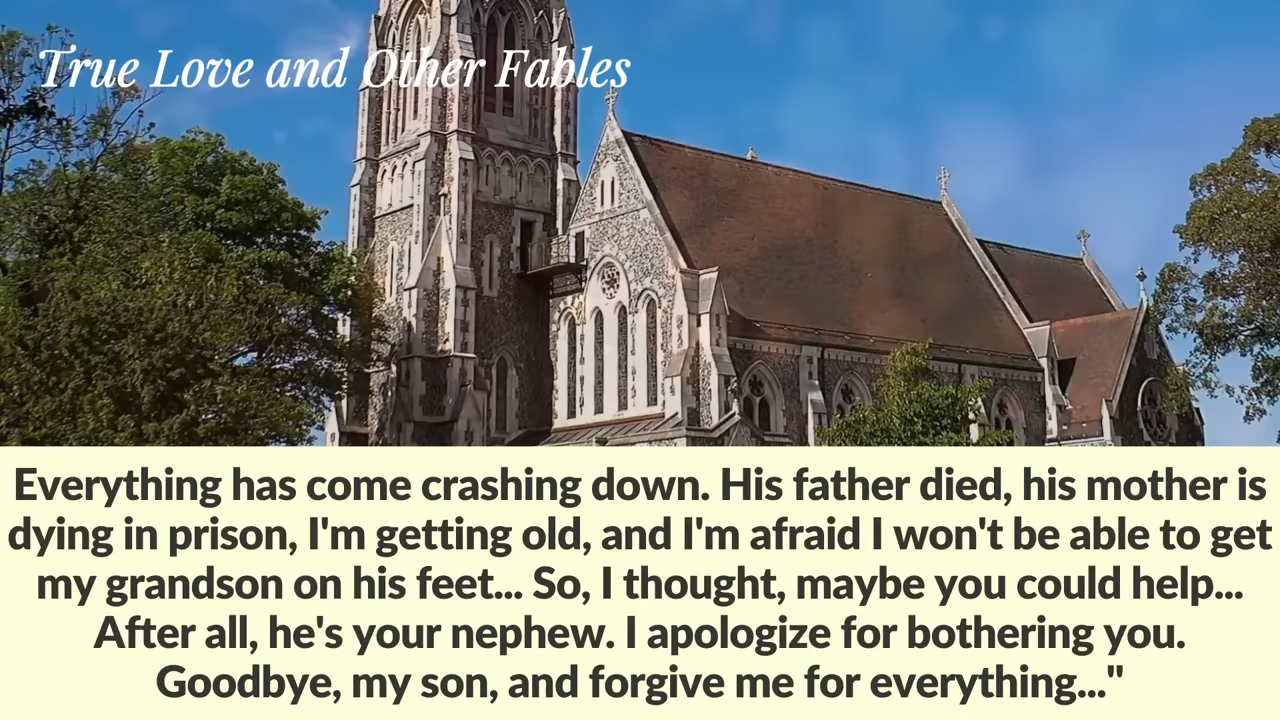 True Love and Other Fables
Everything has come crashing down. His father died, his mother is
dying in prison, I'm getting old, and I'm afraid I won't be able to get
my grandson on his feet... So, I thought, maybe you could help...
After all, he's your nephew. I apologize for bothering you.
Goodbye, my son, and forgive me for everything..."